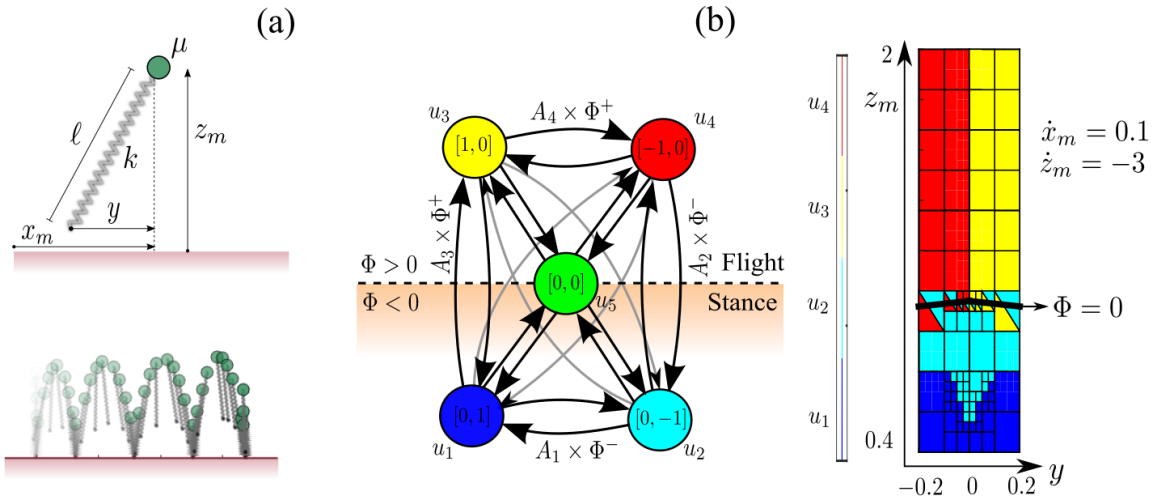 (a)
μ
ℓ
k
z_m
y
x_m
(b)
u_3
[1, 0]
A_4 × Φ^+
u_4
[−1, 0]
A_3 × Φ^+
A_2 × Φ^−
Φ > 0
Flight
[0, 0]
Φ < 0
u_5
Stance
[0, 1]
[0, −1]
u_1
A_1 × Φ^−
u_2
u_4
u_3
u_2
u_1
2
z_m
0.4
ẋ_m = 0.1
ż_m = −3
Φ = 0
−0.2
0
0.2
y